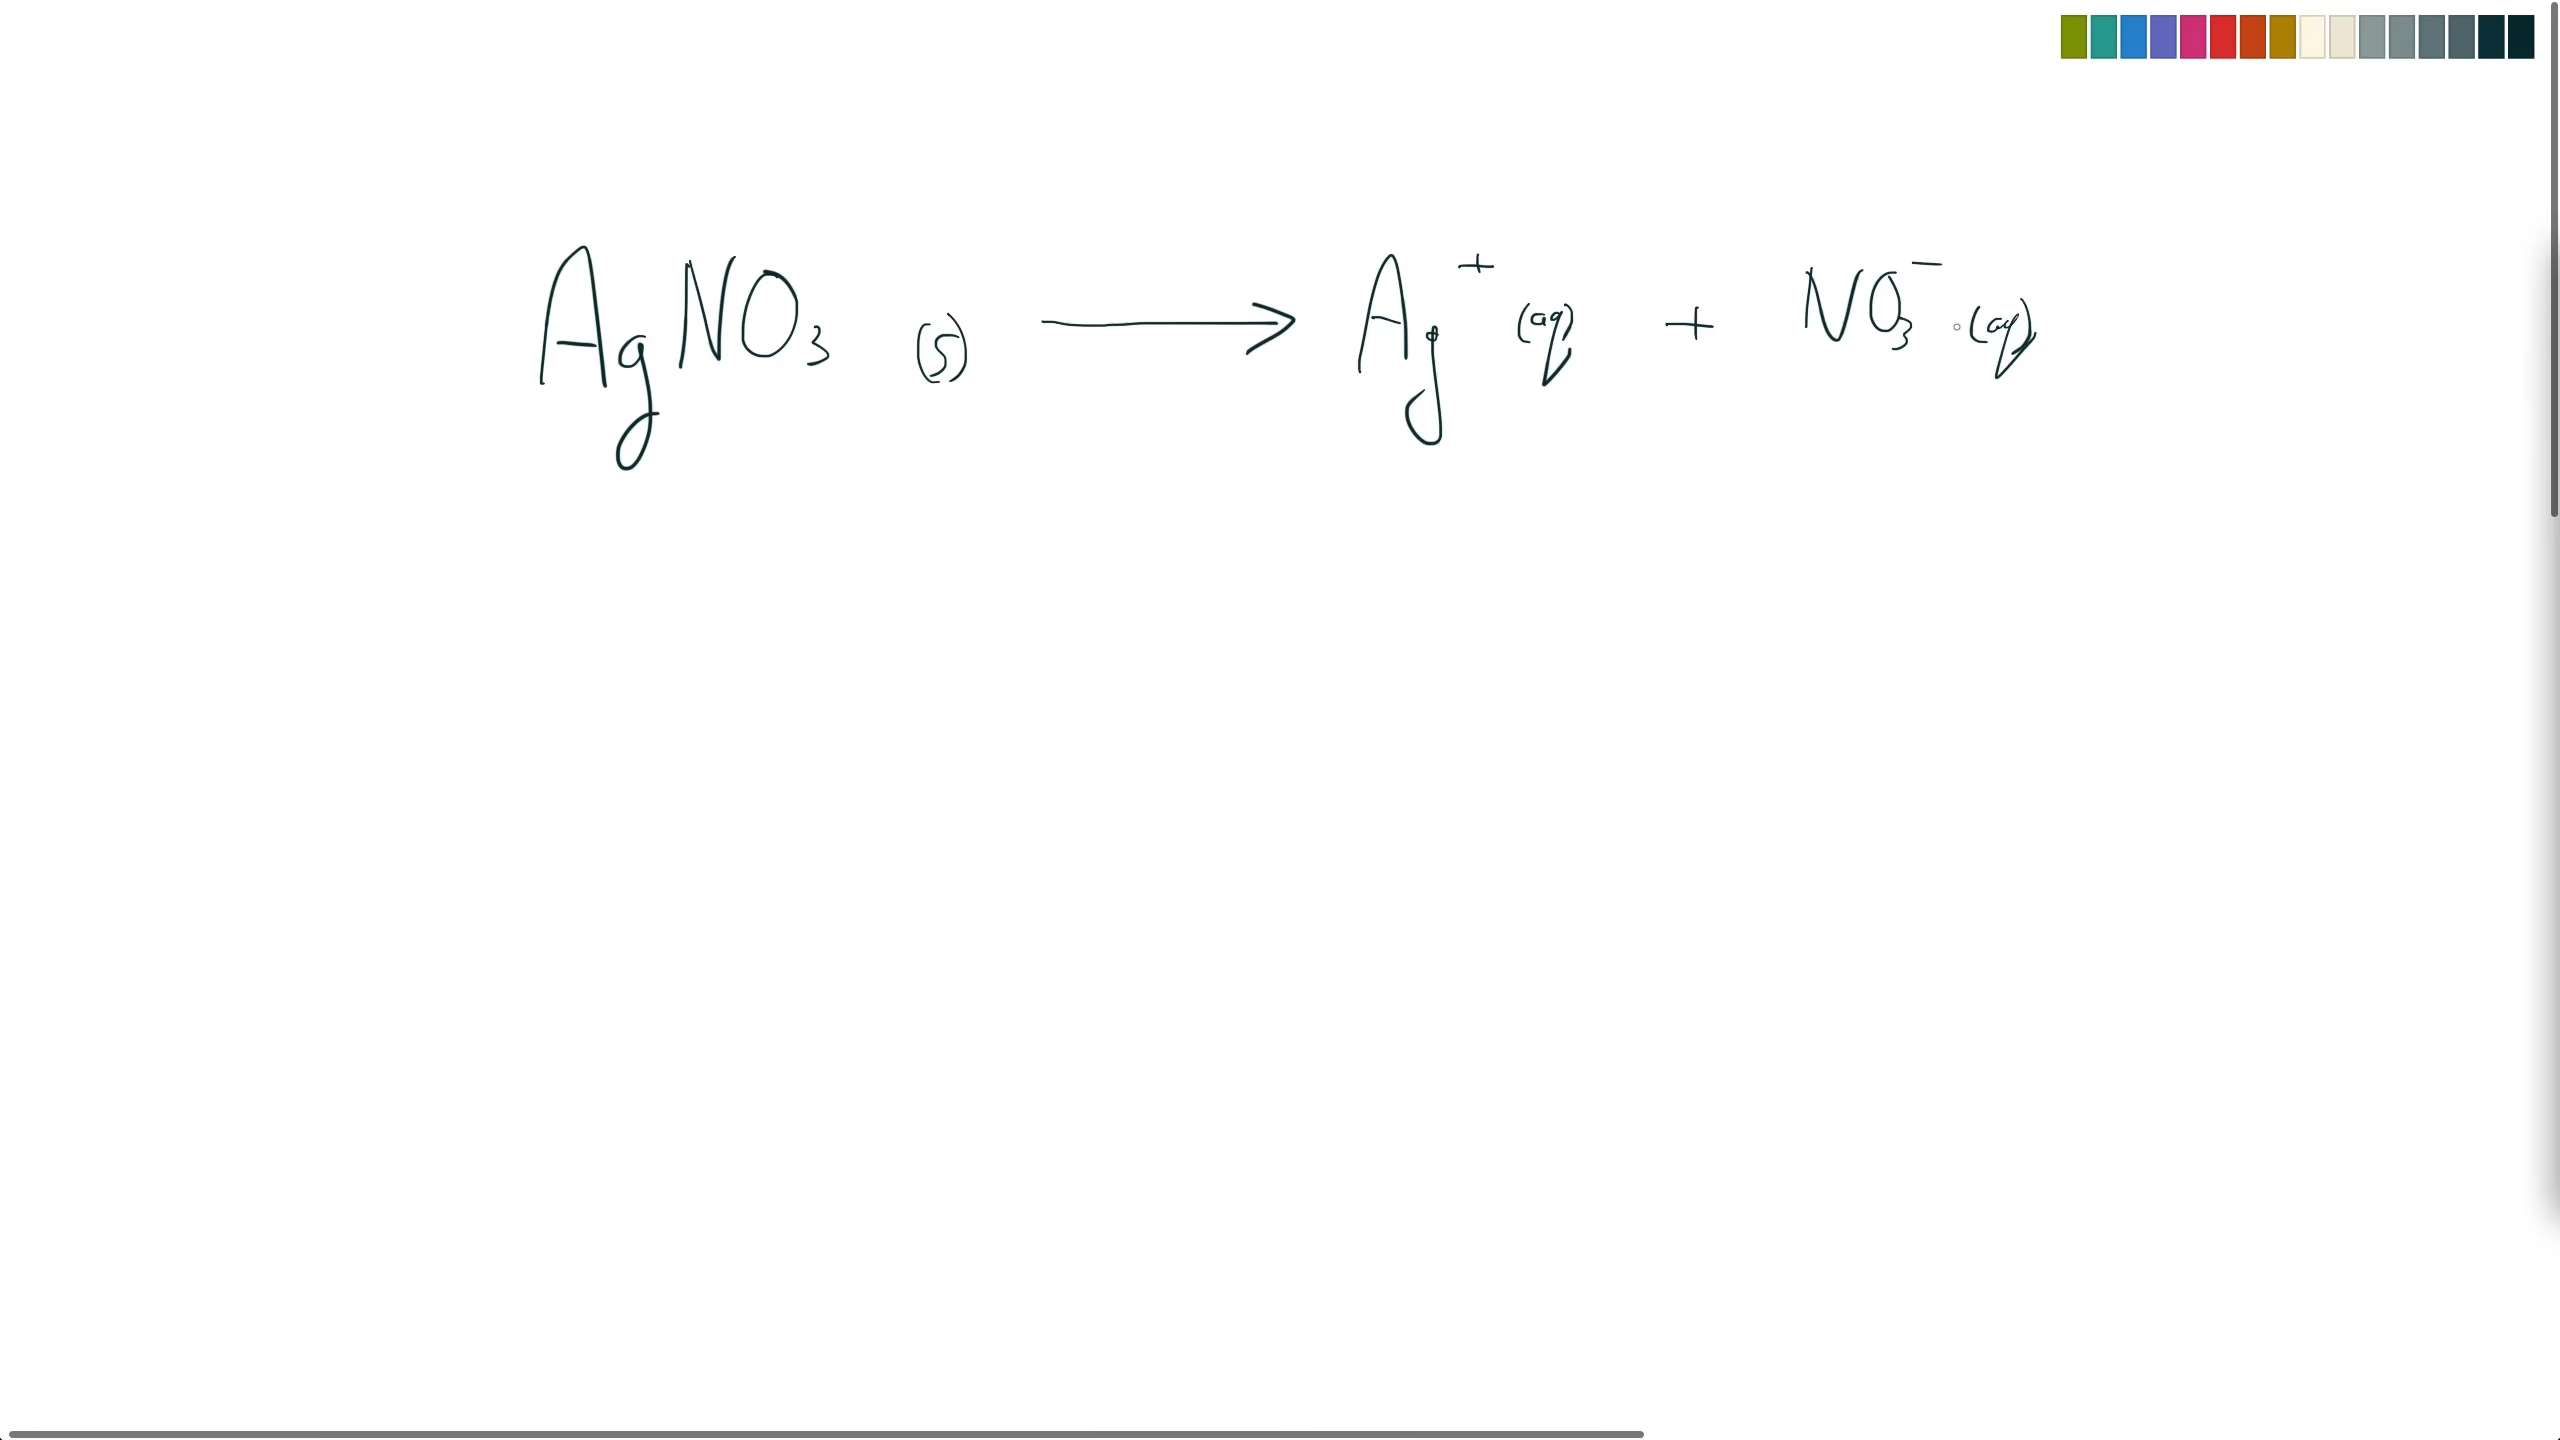 AgNO₃ (s) ⟶ Ag⁺ (aq) + NO₃⁻ (aq)